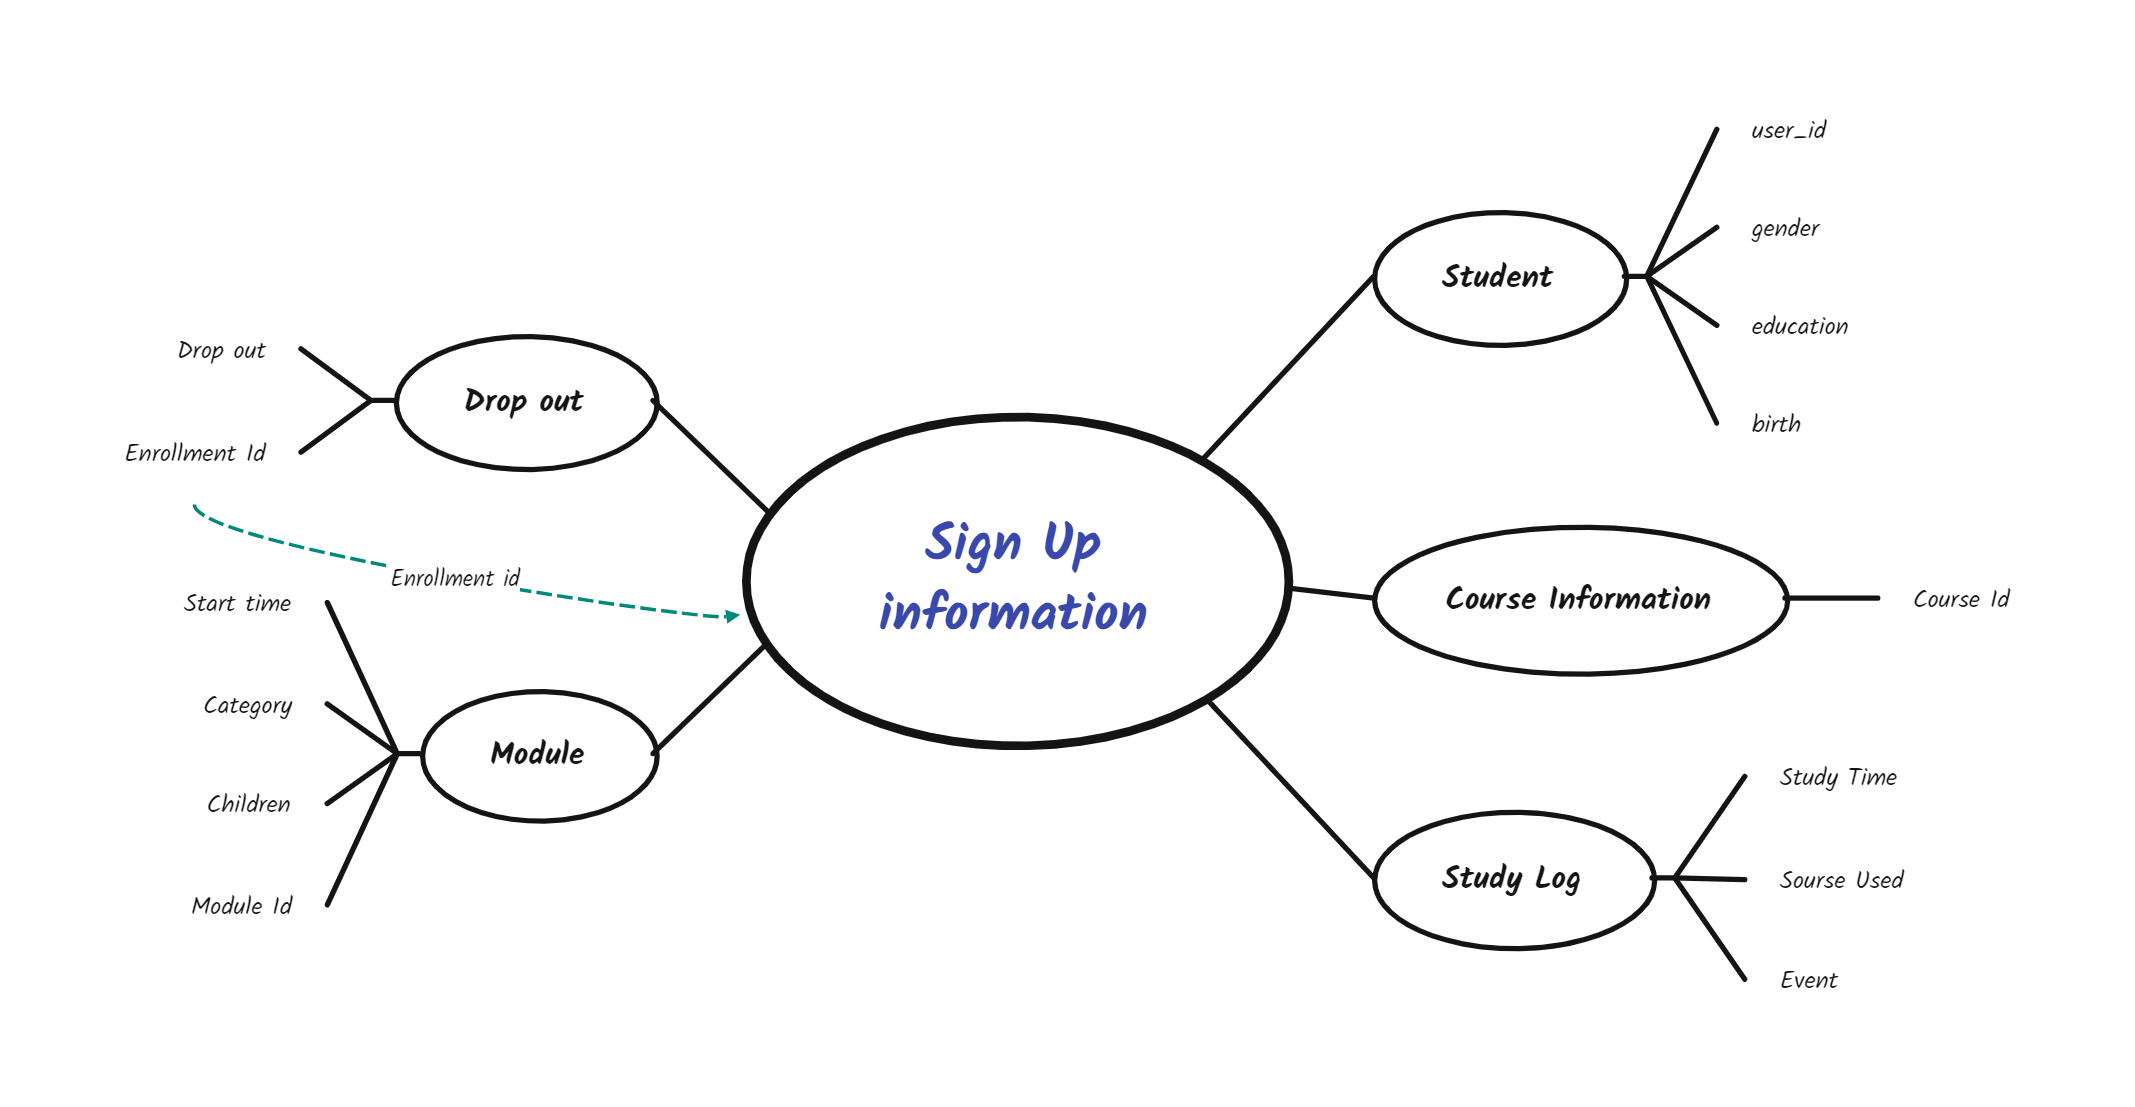 Sign Up
information
Student
user_id
gender
education
birth
Course Information
Course Id
Study Log
Study Time
Sourse Used
Event
Drop out
Drop out
Enrollment Id
Enrollment id
Module
Start time
Category
Children
Module Id